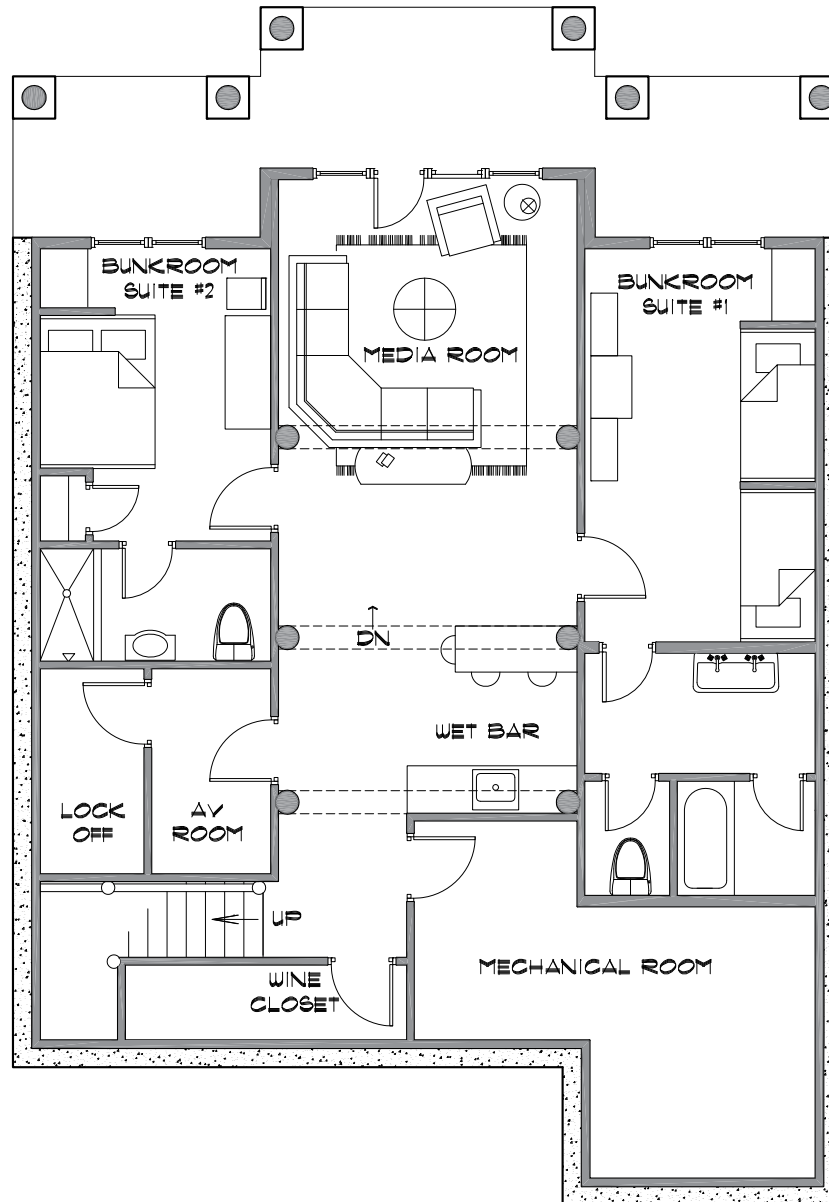 BUNKROOM
SUITE #2
BUNKROOM
SUITE #1
MEDIA ROOM
DN
WET BAR
LOCK
OFF
AV
ROOM
UP
WINE
CLOSET
MECHANICAL ROOM